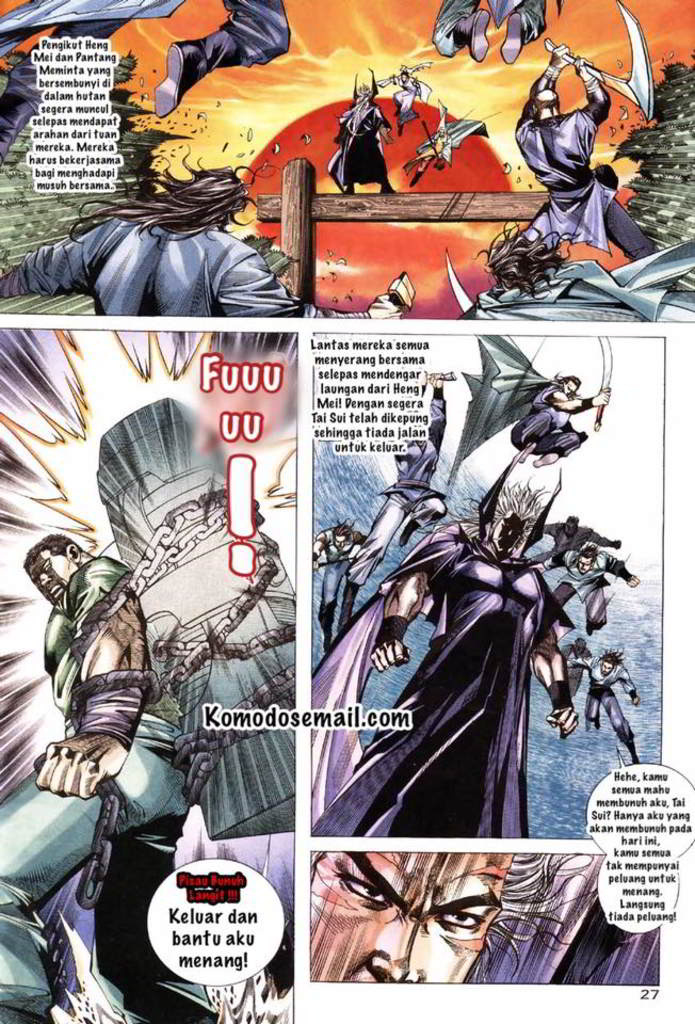 Pengikut Heng
Mei dan Pantang
Meminta yang
bersembunyi di
dalam hutan
segera muncul
selepas mendapat
arahan dari tuan
mereka. Mereka
harus bekerjasama
bagi menghadapi
musuh bersama..
Fuuu
uu
!
Lantas mereka semua
menyerang bersama
selepas mendengar
laungan dari Heng
Mei! Dengan segera
Tai Sui telah dikepung
sehingga tiada jalan
untuk keluar.
Komodosemail.com
Pisau Bunuh
Langit !!!
Keluar dan
bantu aku
menang!
Hehe, kamu
semua mahu
membunuh aku, Tai
Sui? Hanya aku yang
akan membunuh pada
hari ini,
kamu semua
tak mempunyai
peluang untuk
menang.
Langsung
tiada peluang!
27